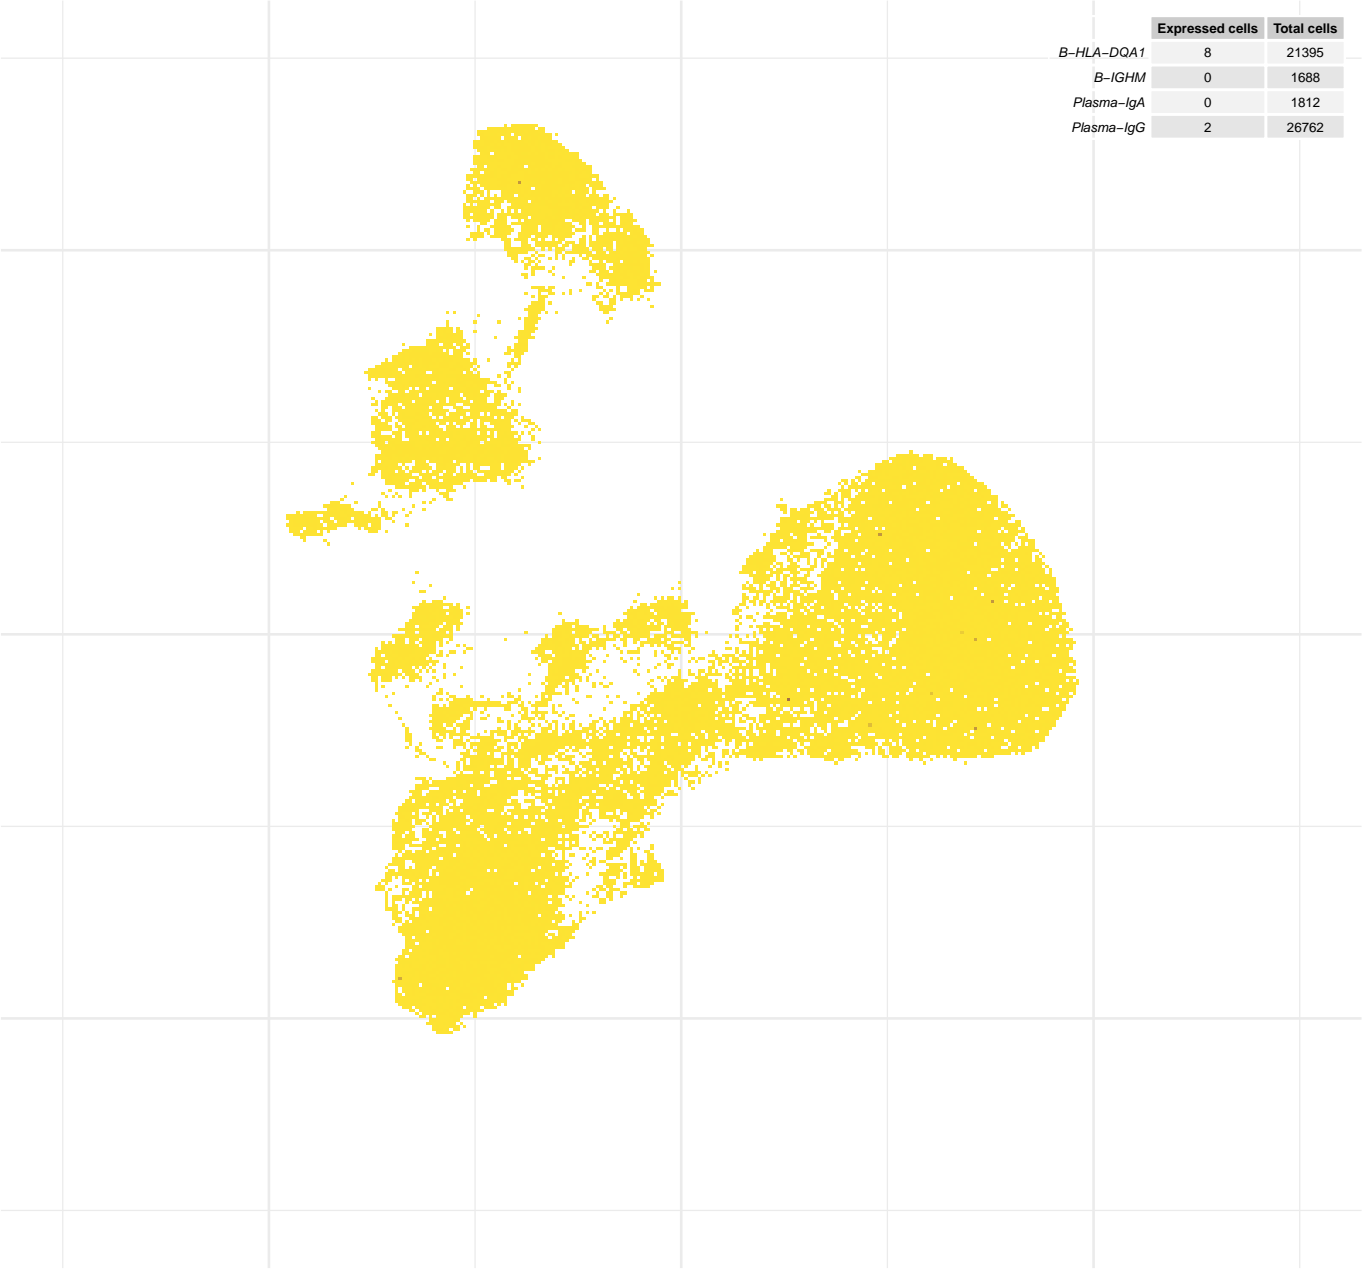 Expressed cells Total cells
B−HLA−DQA1 8 21395
B−IGHM 0 1688
Plasma−IgA 0 1812
Plasma−IgG 2 26762